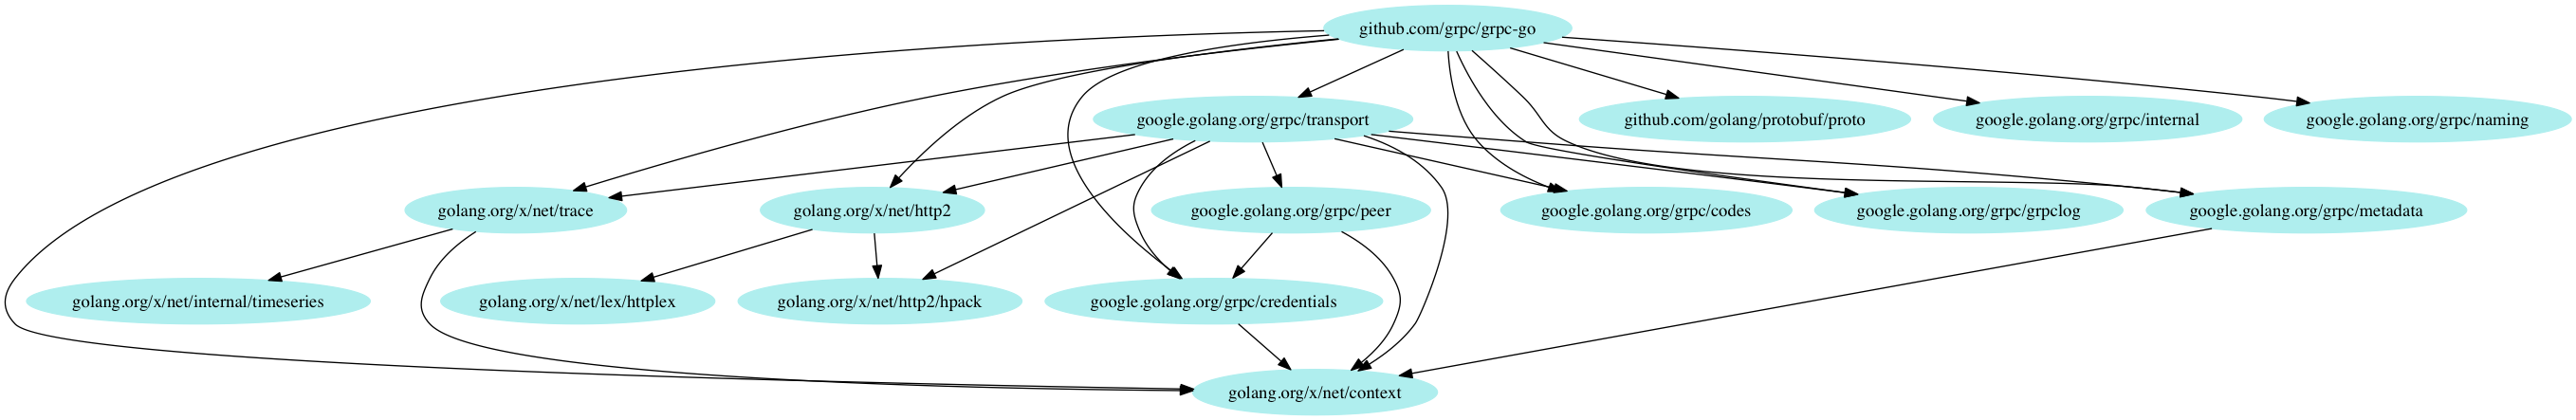 github.com/grpc/grpc-go
google.golang.org/grpc/transport
github.com/golang/protobuf/proto
google.golang.org/grpc/internal
google.golang.org/grpc/naming
golang.org/x/net/trace
golang.org/x/net/http2
google.golang.org/grpc/peer
google.golang.org/grpc/codes
google.golang.org/grpc/grpclog
google.golang.org/grpc/metadata
golang.org/x/net/internal/timeseries
golang.org/x/net/lex/httplex
golang.org/x/net/http2/hpack
google.golang.org/grpc/credentials
golang.org/x/net/context